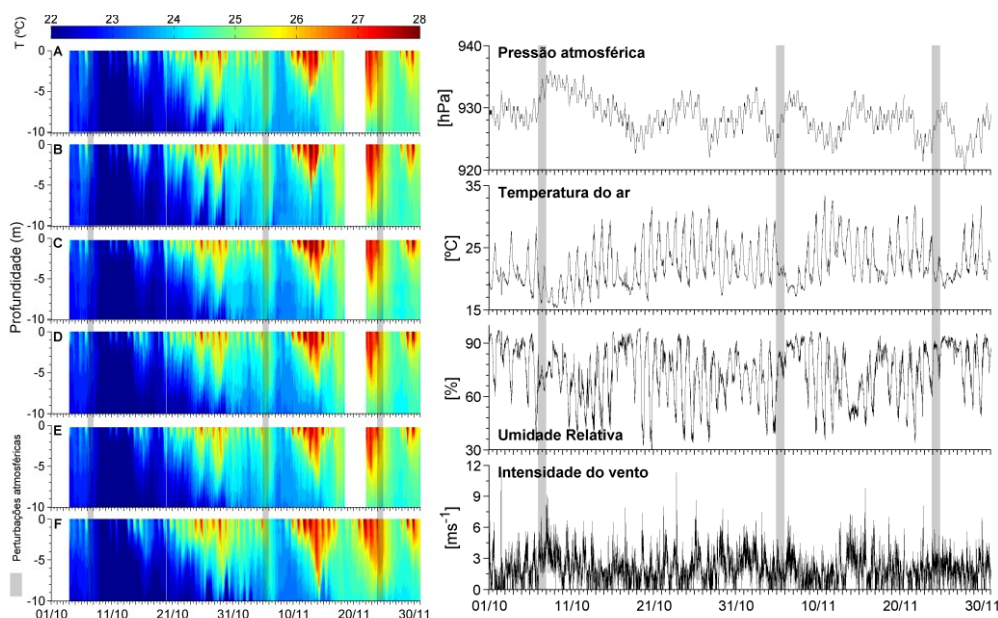 T (ºC)
22 23 24 25 26 27 28
Profundidade (m)
Perturbações atmosféricas
A
0
-5
-10
B
0
-5
-10
C
0
-5
-10
D
0
-5
-10
E
0
-5
-10
F
0
-5
-10
01/10 11/10 21/10 31/10 10/11 20/11 30/11
Pressão atmosférica
[hPa]
940
930
920
Temperatura do ar
[ºC]
35
25
15
[%]
90
60
30
Umidade Relativa
Intensidade do vento
[ms-1]
12
9
6
3
0
01/10 11/10 21/10 31/10 10/11 20/11 30/11